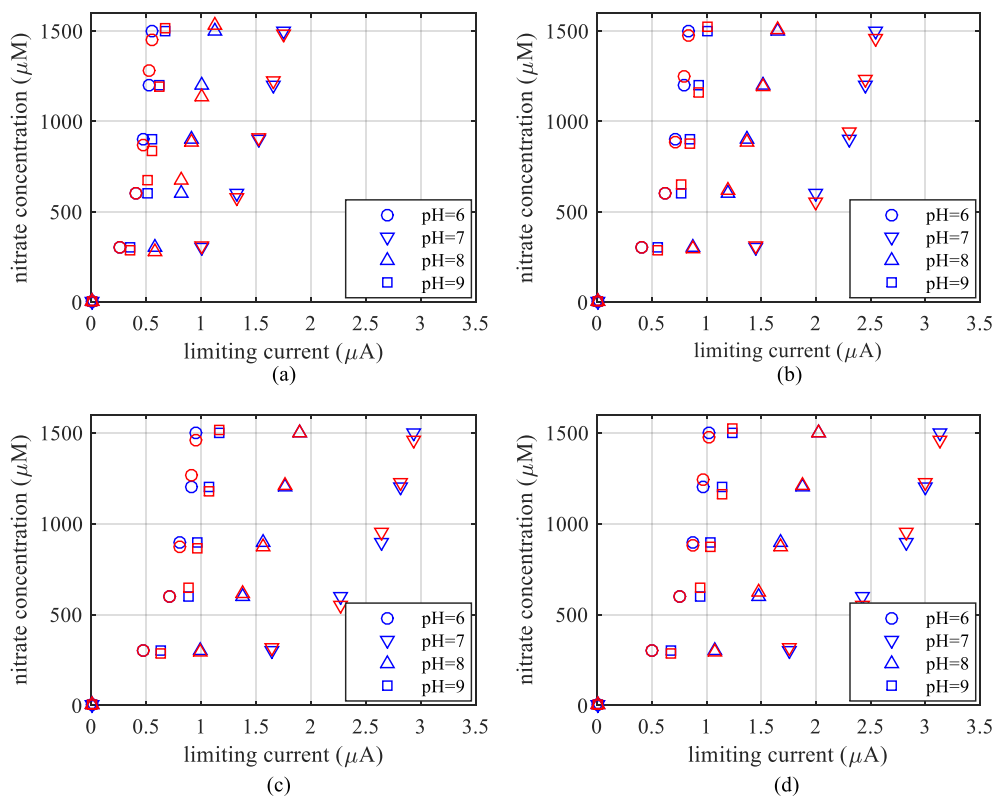 1500
1000
500
0
nitrate concentration (μM)
pH=6
pH=7
pH=8
pH=9
0 0.5 1 1.5 2 2.5 3 3.5
limiting current (μA)
(a)
1500
1000
500
0
nitrate concentration (μM)
pH=6
pH=7
pH=8
pH=9
0 0.5 1 1.5 2 2.5 3 3.5
limiting current (μA)
(b)
1500
1000
500
0
nitrate concentration (μM)
pH=6
pH=7
pH=8
pH=9
0 0.5 1 1.5 2 2.5 3 3.5
limiting current (μA)
(c)
1500
1000
500
0
nitrate concentration (μM)
pH=6
pH=7
pH=8
pH=9
0 0.5 1 1.5 2 2.5 3 3.5
limiting current (μA)
(d)